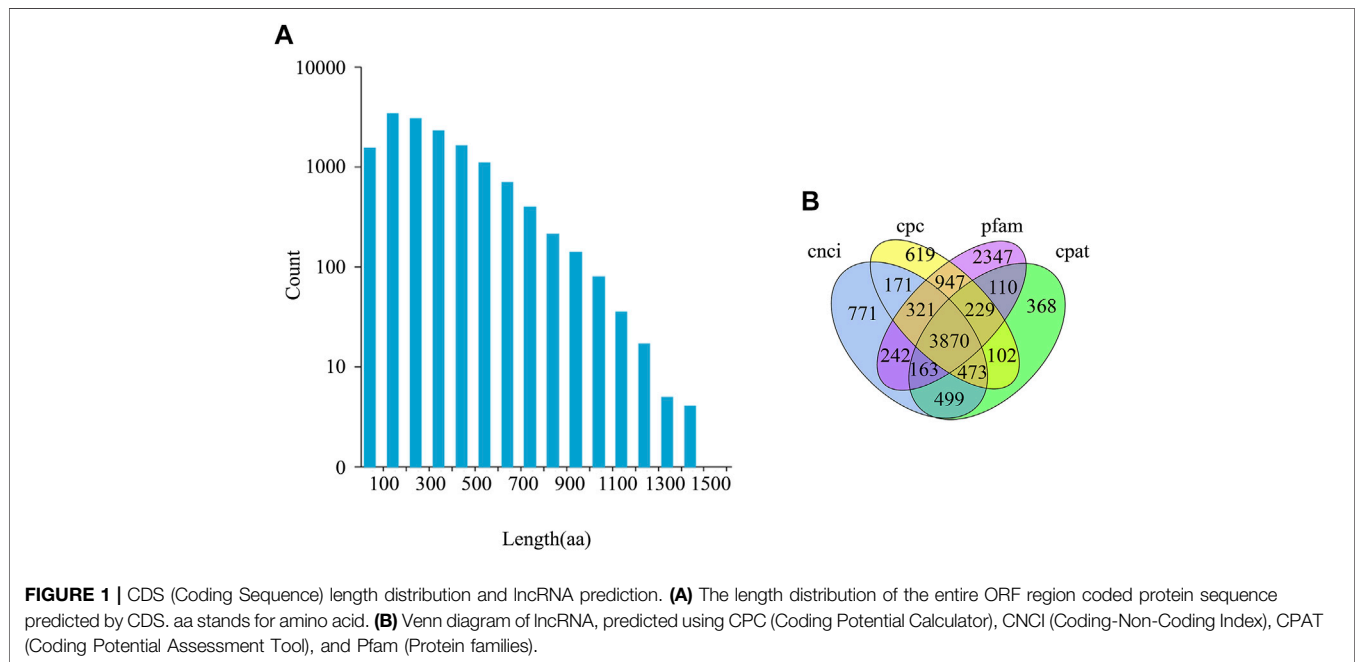 A
10000
1000
100
10
0
Count
100 300 500 700 900 1100 1300 1500
Length(aa)
B
cnci cpc pfam cpat
619 2347
171 947 110
771 321 229 368
3870
242 163 473 102
499
FIGURE 1 | CDS (Coding Sequence) length distribution and lncRNA prediction. (A) The length distribution of the entire ORF region coded protein sequence
predicted by CDS. aa stands for amino acid. (B) Venn diagram of lncRNA, predicted using CPC (Coding Potential Calculator), CNCI (Coding-Non-Coding Index), CPAT
(Coding Potential Assessment Tool), and Pfam (Protein families).